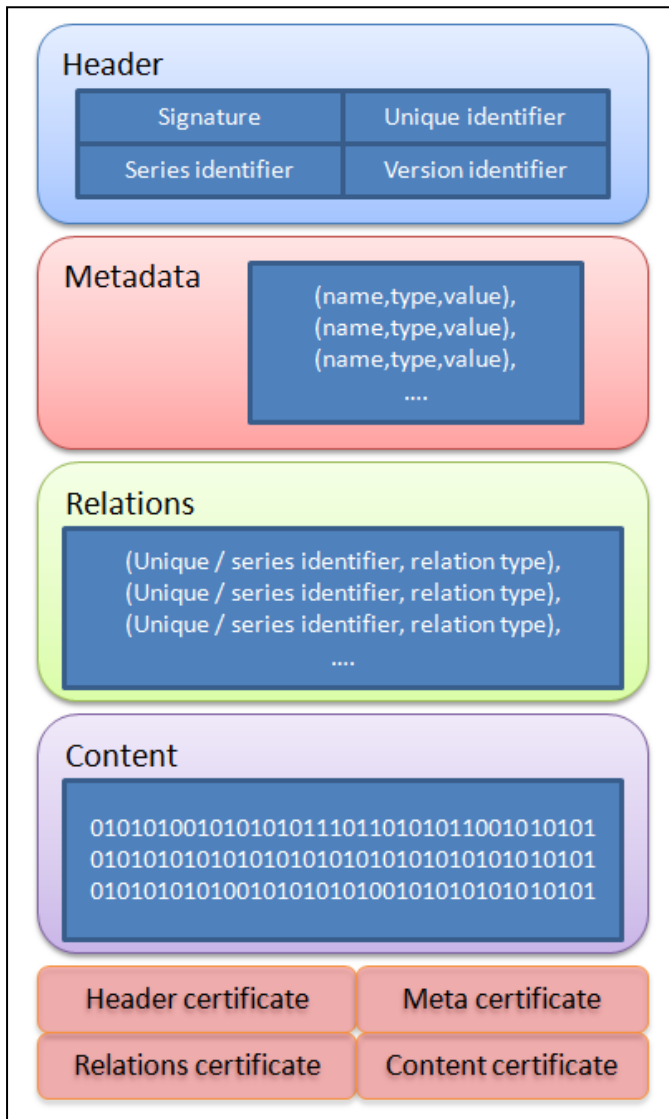 Header
Signature
Unique identifier
Series identifier
Version identifier
Metadata
(name,type,value),
(name,type,value),
(name,type,value),
....
Relations
(Unique / series identifier, relation type),
(Unique / series identifier, relation type),
(Unique / series identifier, relation type),
....
Content
010101001010101011101101010110010101​01
01010101010101010101010101010101010101
01010101010010101010100101010101010101
Header certificate
Meta certificate
Relations certificate
Content certificate